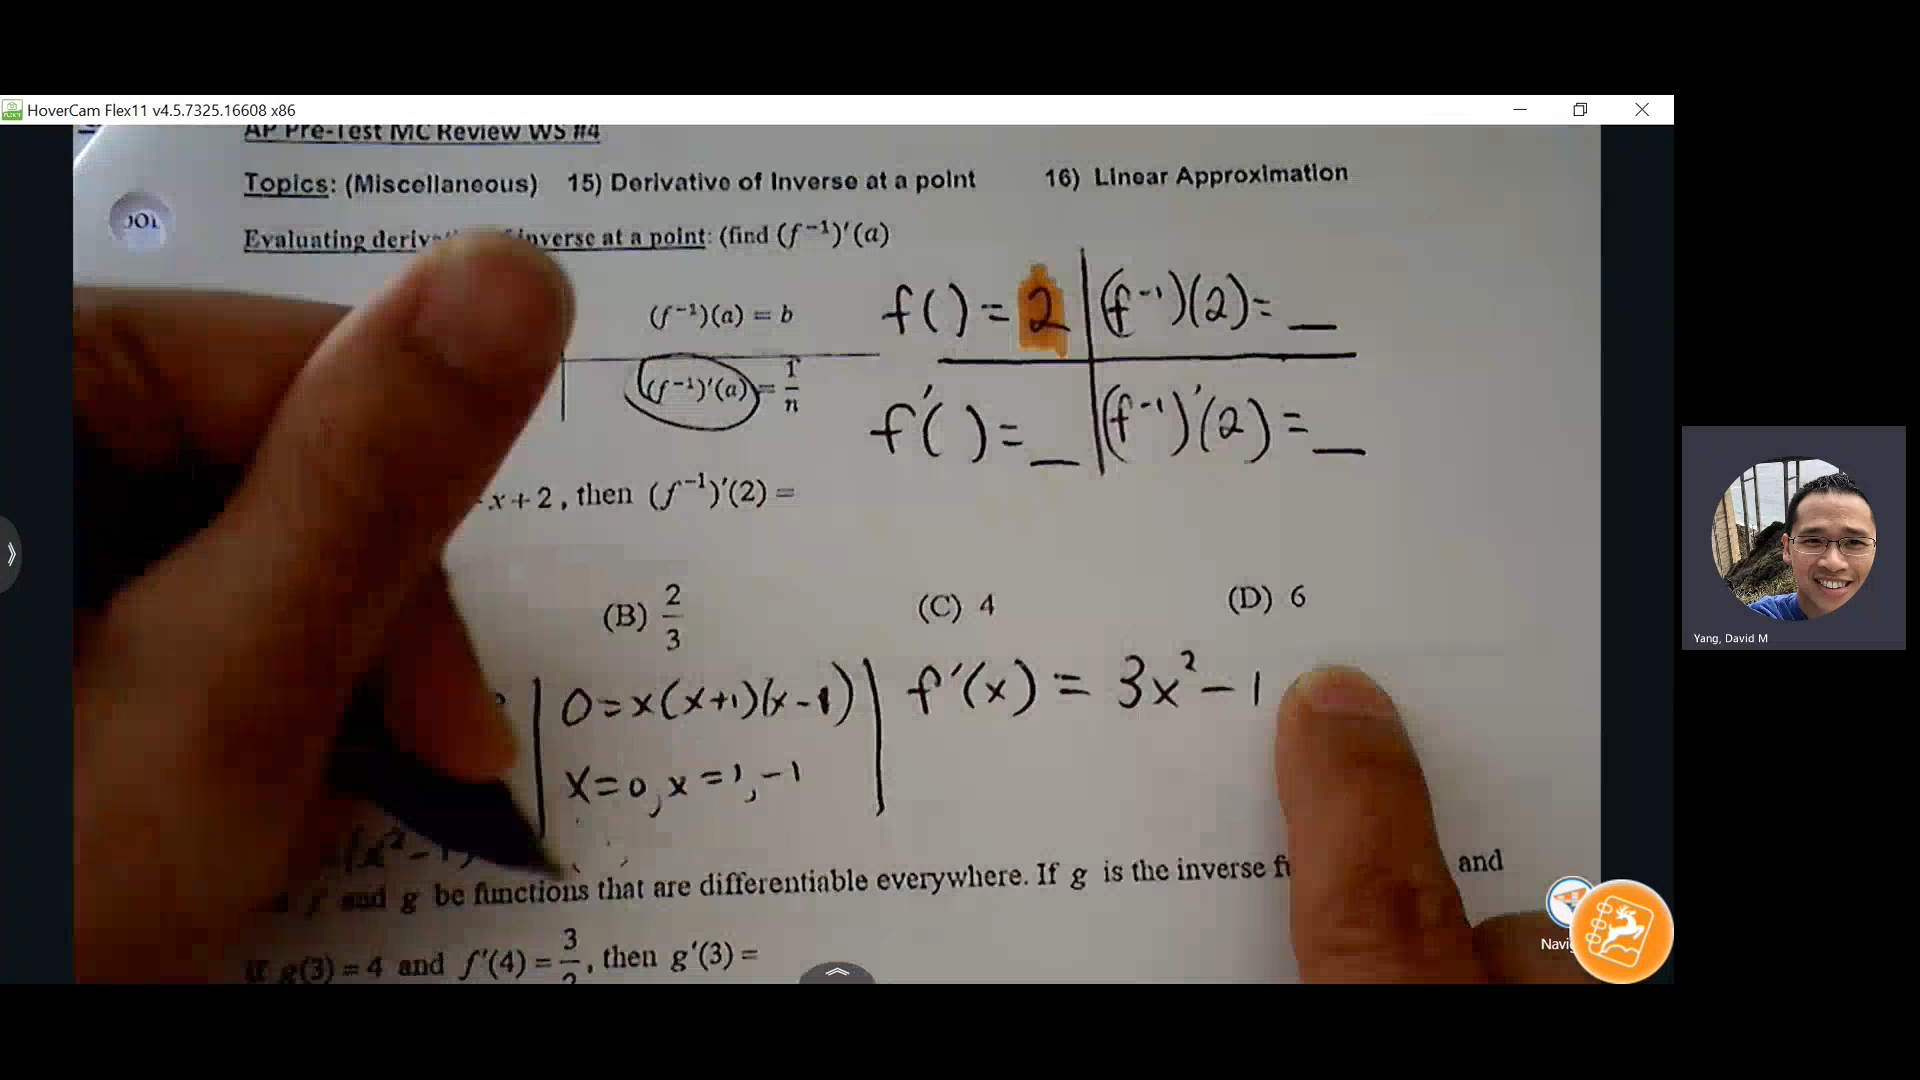 HoverCam Flex11 v4.5.7325.16608 x86
AP Pre-Test MC Review WS #4
Topics: (Miscellaneous) 15) Derivative of Inverse at a point 16) Linear Approximation
Evaluating inverse at a point: (find (f⁻¹)′(a)
(f⁻¹)(a) = b
(f⁻¹)′(a) = 1/n
f( ) = 2 | (f⁻¹)(2) = _
f′( ) = _ | (f⁻¹)′(2) = _
x + 2 , then (f⁻¹)′(2) =
(B) 2/3 (C) 4 (D) 6
0 = x(x+1)(x-1) | f′(x) = 3x² - 1
x = 0, x = 1, -1
(x² - 1)
f and g be functions that are differentiable everywhere. If g is the inverse and
If g(3) = 4 and f′(4) = 3/2 , then g′(3) =
Yang, David M